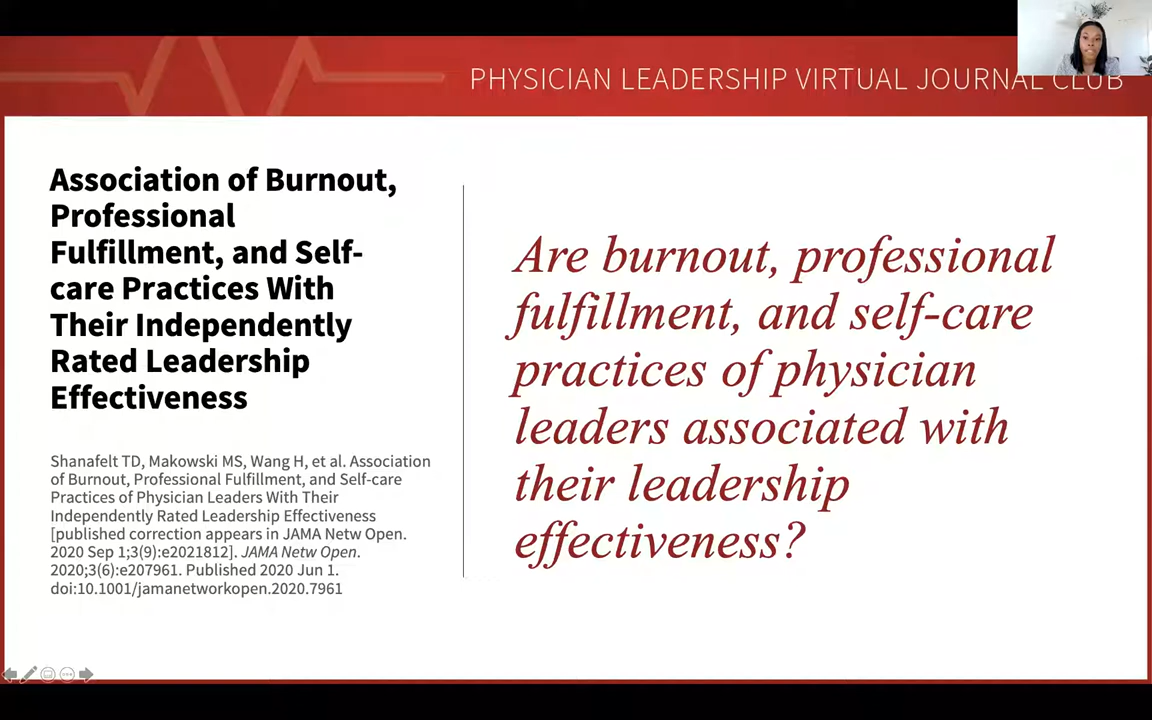 PHYSICIAN LEADERSHIP VIRTUAL JOURNAL CLUB
Association of Burnout,
Professional
Fulfillment, and Self-
care Practices With
Their Independently
Rated Leadership
Effectiveness
Shanafelt TD, Makowski MS, Wang H, et al. Association
of Burnout, Professional Fulfillment, and Self-care
Practices of Physician Leaders With Their
Independently Rated Leadership Effectiveness
[published correction appears in JAMA Netw Open.
2020 Sep 1;3(9):e2021812]. JAMA Netw Open.
2020;3(6):e207961. Published 2020 Jun 1.
doi:10.1001/jamanetworkopen.2020.7961
Are burnout, professional
fulfillment, and self-care
practices of physician
leaders associated with
their leadership
effectiveness?